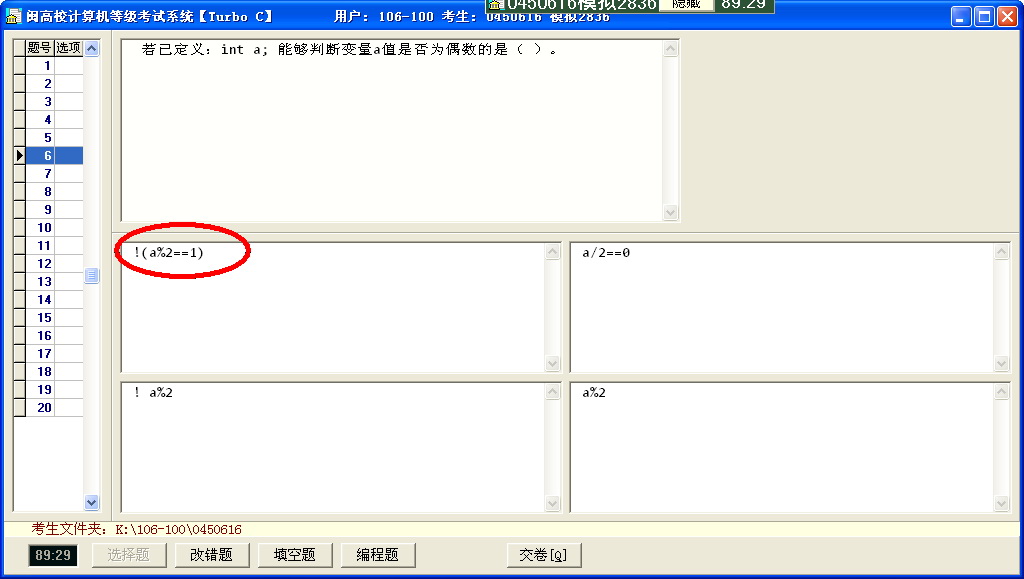 0450616模拟2836 隐藏 89:29
闽高校计算机等级考试系统【Turbo C】 用户: 106-100 考生: 0450616 模拟2836
题号 选项
若已定义: int a; 能够判断变量a值是否为偶数的是 ( ) 。
1
2
3
4
5
6
7
8
9
10
11
12
13
14
15
16
17
18
19
20
!(a%2==1)
a/2==0
! a%2
a%2
考生文件夹: K:\106-100\0450616
89:29 选择题 改错题 填空题 编程题 交卷[Q]